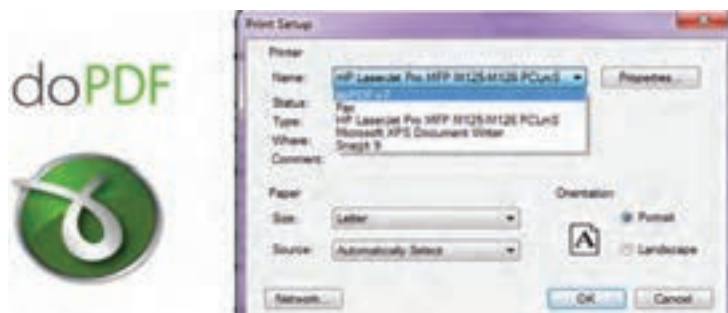 doPDF
Print Setup
Printer
Name: HP LaserJet Pro MFP M125-M126 PCLmS
Properties...
doPDF v7
Status:
Fax
Type: HP LaserJet Pro MFP M125-M126 PCLmS
Where: Microsoft XPS Document Writer
Snagit 9
Comment:
Paper
Size: Letter
Source: Automatically Select
Orientation
A
Portrait
Landscape
Network...
OK
Cancel